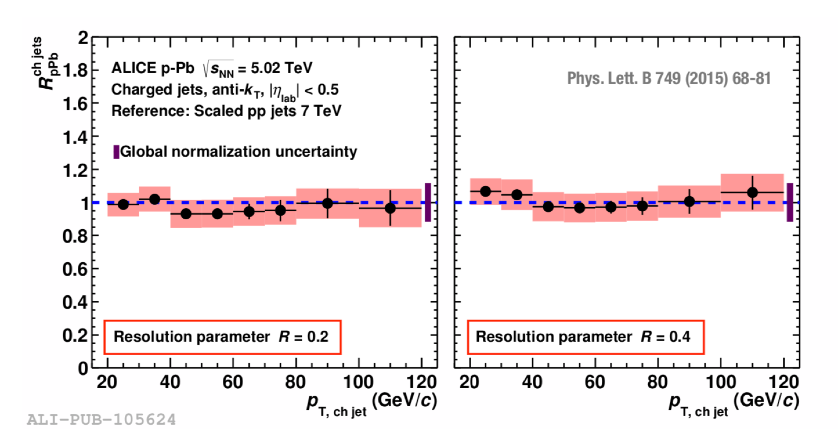 R_pPb^ch jets
2
1.8
1.6
1.4
1.2
1
0.8
0.6
0.4
0.2
0
ALICE p-Pb √s_NN = 5.02 TeV
Charged jets, anti-k_T, |η_lab| < 0.5
Reference: Scaled pp jets 7 TeV
Global normalization uncertainty
Resolution parameter R = 0.2
20 40 60 80 100 120
p_T, ch jet (GeV/c)
Phys. Lett. B 749 (2015) 68-81
Resolution parameter R = 0.4
20 40 60 80 100 120
p_T, ch jet (GeV/c)
ALI-PUB-105624